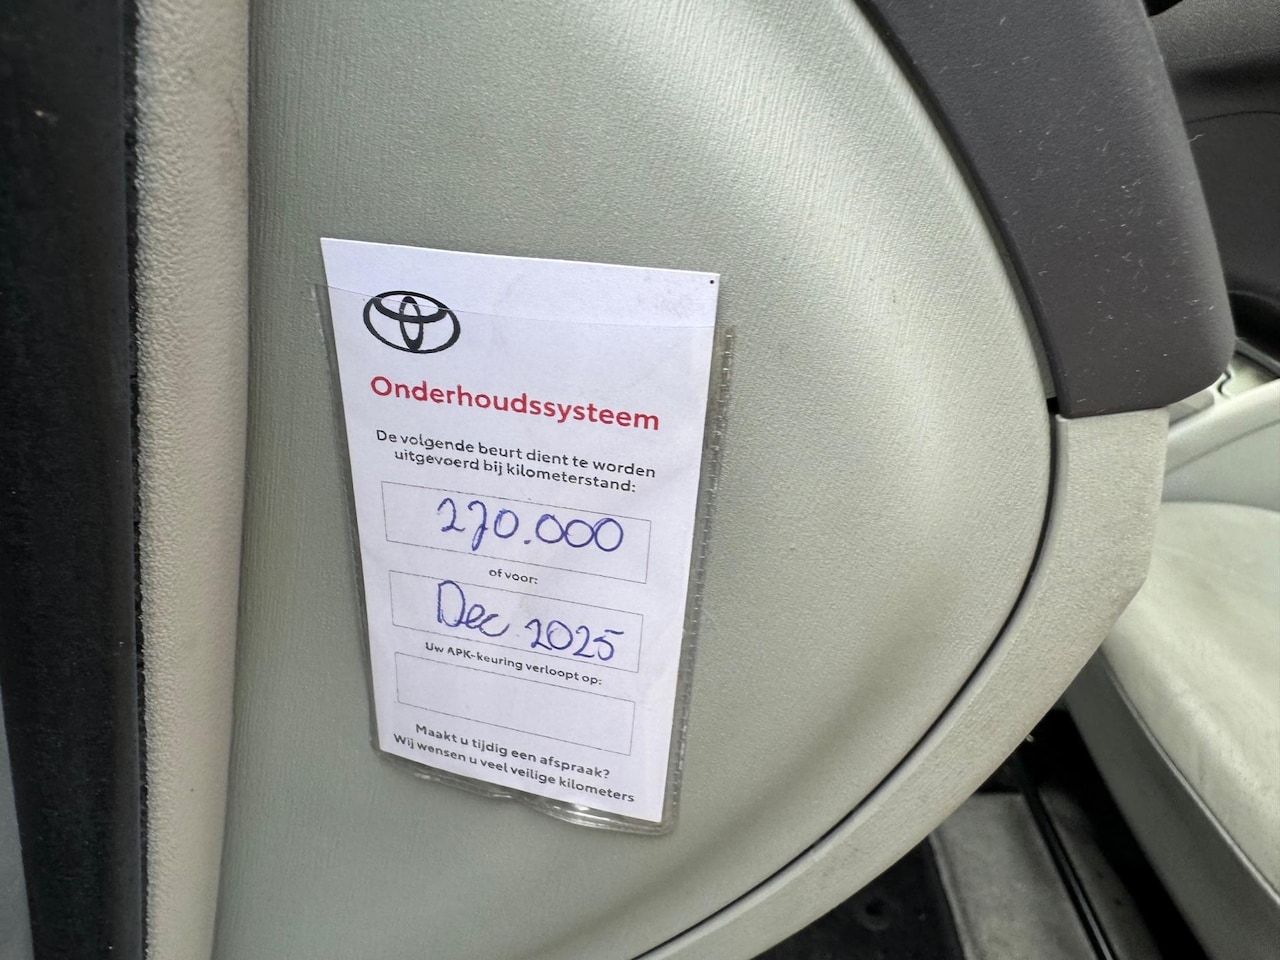 Onderhoudssysteem
De volgende beurt dient te worden
uitgevoerd bij kilometerstand:
270.000
of voor:
Dec 2025
Uw APK-keuring verloopt op:
Maakt u tijdig een afspraak?
Wij wensen u veel veilige kilometers